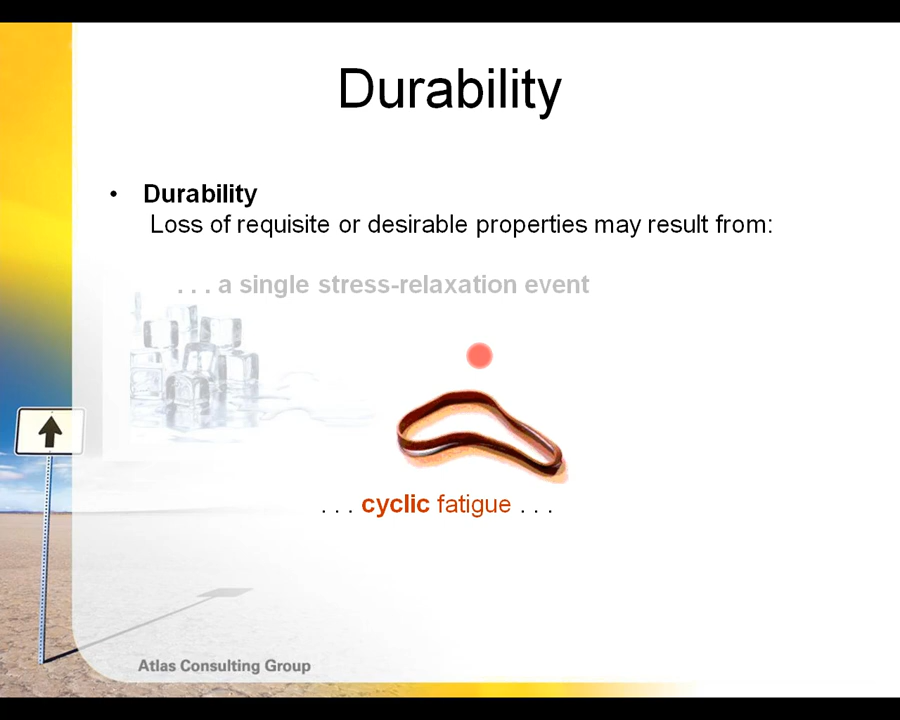 Durability
• Durability
Loss of requisite or desirable properties may result from:
. . . a single stress-relaxation event
. . . cyclic fatigue . . .
Atlas Consulting Group